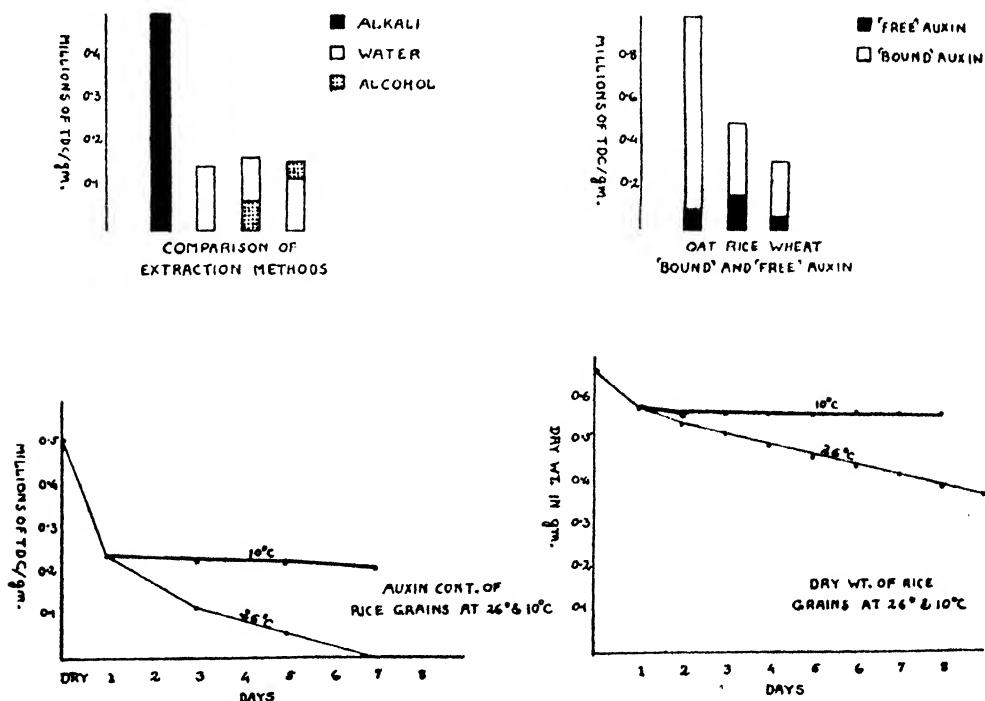 ALKALI
WATER
ALCOHOL
MILLIONS OF TDC/gm.
0.4
0.3
0.2
0.1
COMPARISON OF
EXTRACTION METHODS
'FREE' AUXIN
'BOUND' AUXIN
MILLIONS OF TDC/gm.
0.8
0.6
0.4
0.2
OAT RICE WHEAT
'BOUND' AND 'FREE' AUXIN
MILLIONS OF TDC/gm.
0.5
0.4
0.3
0.2
0.1
10°C
26°C
AUXIN CONT. OF
RICE GRAINS AT 26° & 10°C
DRY 1 2 3 4 5 6 7 8
DAYS
DRY WT. IN gm.
0.6
0.5
0.4
0.3
0.2
0.1
10°C
26°C
DRY WT. OF RICE
GRAINS AT 26° & 10°C
1 2 3 4 5 6 7 8
DAYS